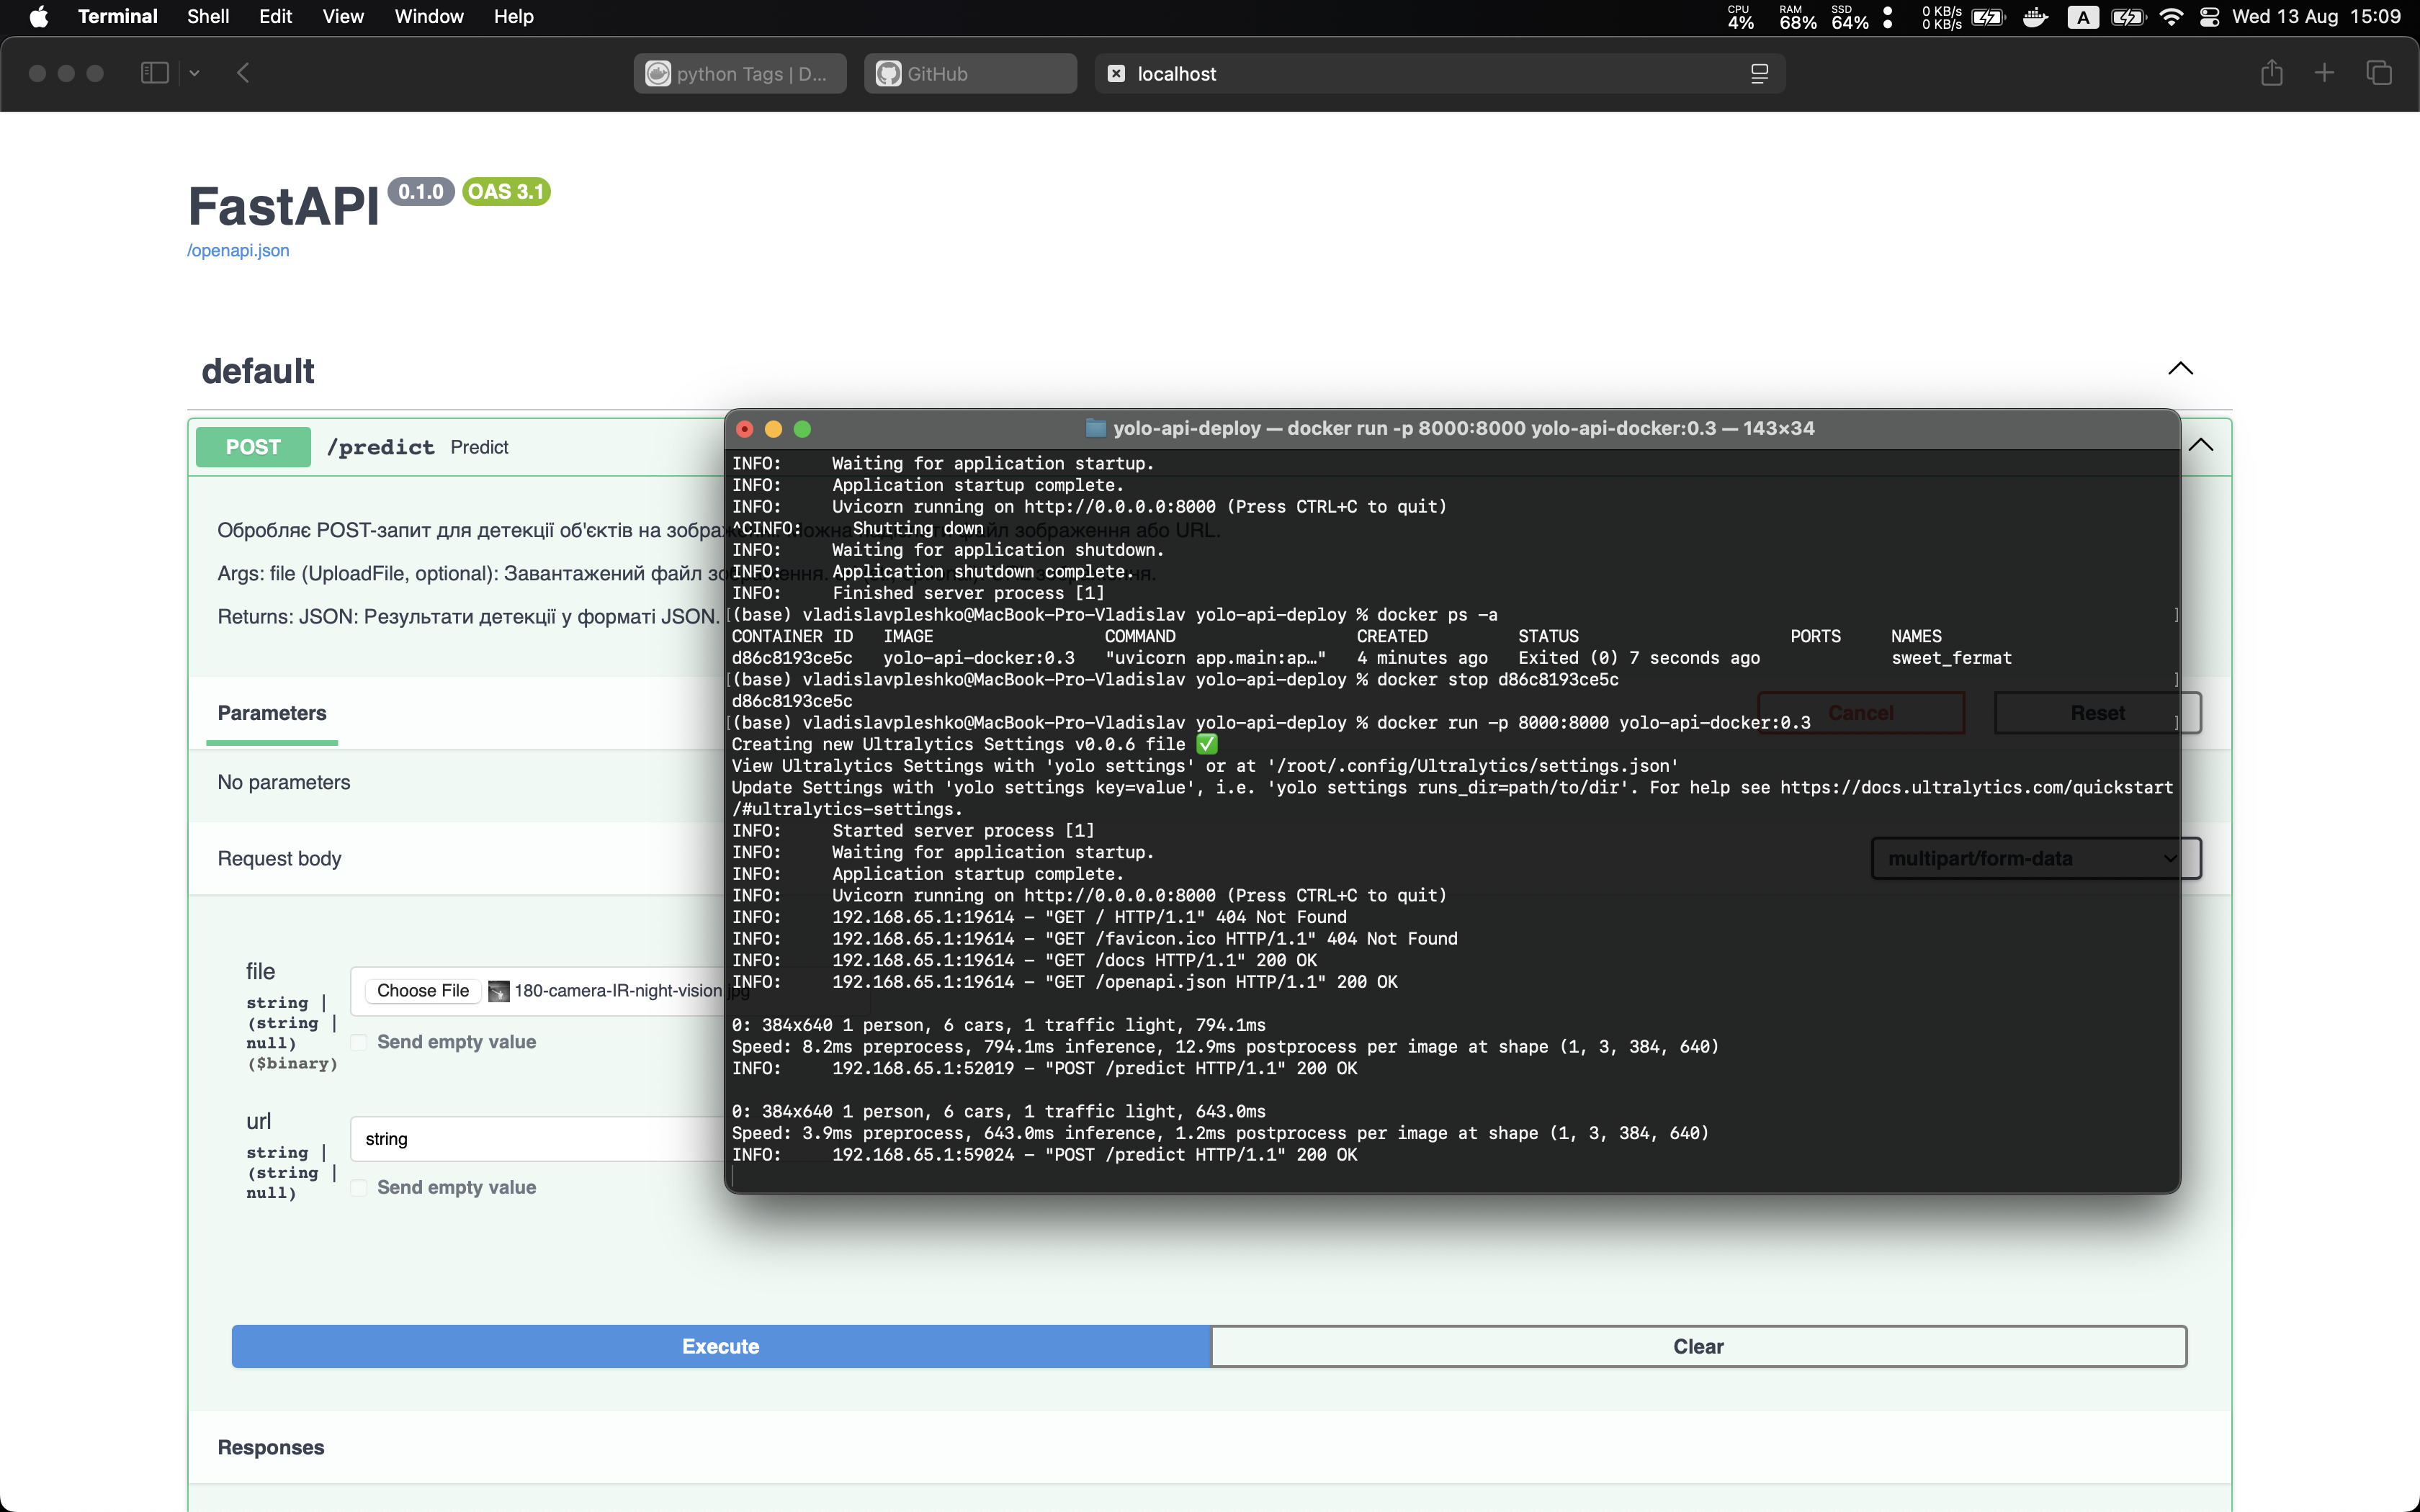 Terminal Shell Edit View Window Help
CPU 4% RAM 68% SSD 64% 0 KB/s 0 KB/s A Wed 13 Aug 15:09
python Tags | D... GitHub localhost
FastAPI 0.1.0 OAS 3.1
/openapi.json
default
POST /predict Predict
Обробляє POST-запит для детекції об'єктів на зображ
зображення або URL.
Args: file (UploadFile, optional): Завантажений файл зо
Returns: JSON: Результати детекції у форматі JSON.
Parameters
Cancel
Reset
No parameters
Request body
multipart/form-data
file
string |
(string |
null)
($binary)
Choose File 180-camera-IR-night-vision.jpg
Send empty value
url
string |
(string |
null)
string
Send empty value
Execute
Clear
Responses
yolo-api-deploy — docker run -p 8000:8000 yolo-api-docker:0.3 — 143×34
INFO: Waiting for application startup.
INFO: Application startup complete.
INFO: Uvicorn running on http://0.0.0.0:8000 (Press CTRL+C to quit)
^CINFO: Shutting down
INFO: Waiting for application shutdown.
INFO: Application shutdown complete.
INFO: Finished server process [1]
[(base) vladislavpleshko@MacBook-Pro-Vladislav yolo-api-deploy % docker ps -a ]
CONTAINER ID IMAGE COMMAND CREATED STATUS PORTS NAMES
d86c8193ce5c yolo-api-docker:0.3 "uvicorn app.main:ap…" 4 minutes ago Exited (0) 7 seconds ago sweet_fermat
[(base) vladislavpleshko@MacBook-Pro-Vladislav yolo-api-deploy % docker stop d86c8193ce5c ]
d86c8193ce5c
[(base) vladislavpleshko@MacBook-Pro-Vladislav yolo-api-deploy % docker run -p 8000:8000 yolo-api-docker:0.3 ]
Creating new Ultralytics Settings v0.0.6 file ✅
View Ultralytics Settings with 'yolo settings' or at '/root/.config/Ultralytics/settings.json'
Update Settings with 'yolo settings key=value', i.e. 'yolo settings runs_dir=path/to/dir'. For help see https://docs.ultralytics.com/quickstart
/#ultralytics-settings.
INFO: Started server process [1]
INFO: Waiting for application startup.
INFO: Application startup complete.
INFO: Uvicorn running on http://0.0.0.0:8000 (Press CTRL+C to quit)
INFO: 192.168.65.1:19614 - "GET / HTTP/1.1" 404 Not Found
INFO: 192.168.65.1:19614 - "GET /favicon.ico HTTP/1.1" 404 Not Found
INFO: 192.168.65.1:19614 - "GET /docs HTTP/1.1" 200 OK
INFO: 192.168.65.1:19614 - "GET /openapi.json HTTP/1.1" 200 OK
0: 384x640 1 person, 6 cars, 1 traffic light, 794.1ms
Speed: 8.2ms preprocess, 794.1ms inference, 12.9ms postprocess per image at shape (1, 3, 384, 640)
INFO: 192.168.65.1:52019 - "POST /predict HTTP/1.1" 200 OK
0: 384x640 1 person, 6 cars, 1 traffic light, 643.0ms
Speed: 3.9ms preprocess, 643.0ms inference, 1.2ms postprocess per image at shape (1, 3, 384, 640)
INFO: 192.168.65.1:59024 - "POST /predict HTTP/1.1" 200 OK